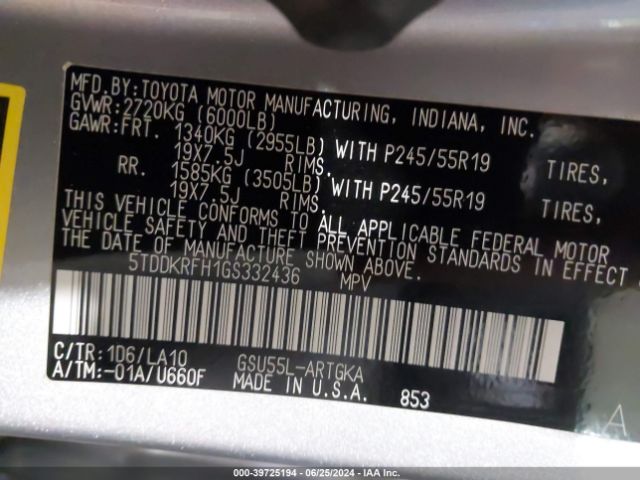 MFD.BY:TOYOTA MOTOR MANUFACTURING, INDIANA, INC.
GVWR:2720KG (6000LB)
GAWR:FRT. 1340KG (2955LB) WITH P245/55R19 TIRES,
19X7.5J RIMS.
RR. 1585KG (3505LB) WITH P245/55R19 TIRES,
19X7.5J RIMS.
THIS VEHICLE CONFORMS TO ALL APPLICABLE FEDERAL MOTOR
VEHICLE SAFETY AND THEFT PREVENTION STANDARDS IN EFFECT
THE DATE OF MANUFACTURE SHOWN ABOVE.
5TDDKRFH1GS332436 MPV
C/TR:1D6/LA10 GSU55L-ARTGKA
A/TM:-01A/U660F MADE IN U.S.A.
853
A
000-39725194 - 06/25/2024 - IAA Inc.